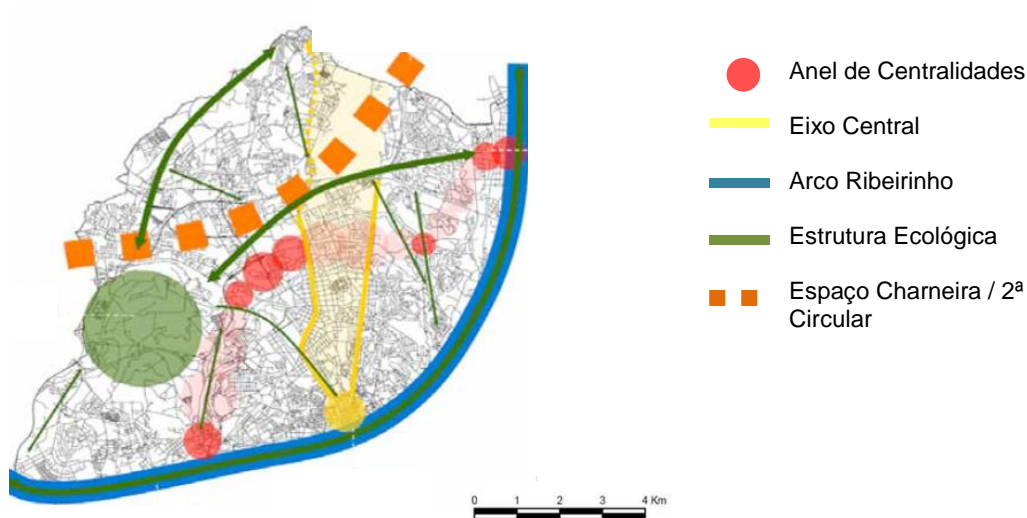 Anel de Centralidades
Eixo Central
Arco Ribeirinho
Estrutura Ecológica
Espaço Charneira / 2ª
Circular
0 1 2 3 4 Km